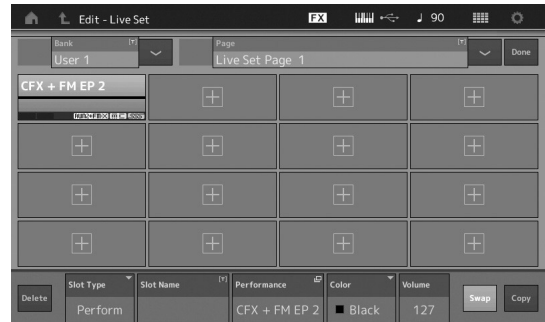 Edit - Live Set
FX
90
Bank
[T]
User 1
Page
[T]
Live Set Page 1
Done
CFX + FM EP 2
Delete
Slot Type
Perform
Slot Name
[T]
Performance
CFX + FM EP 2
Color
Black
Volume
127
Swap
Copy